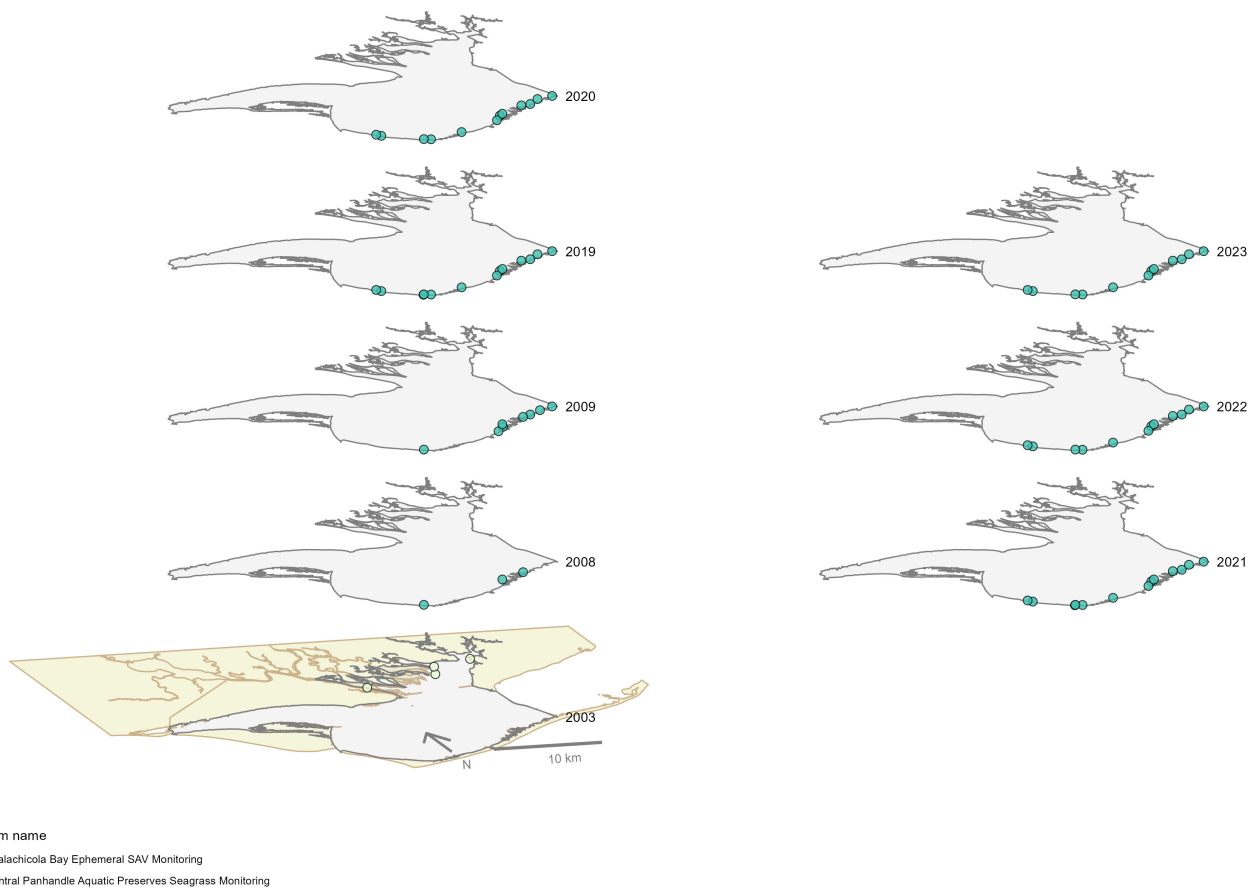 2020
2019
2023
2009
2022
2008
2021
2003
N
10 km
m name
alachicola Bay Ephemeral SAV Monitoring
ntral Panhandle Aquatic Preserves Seagrass Monitoring